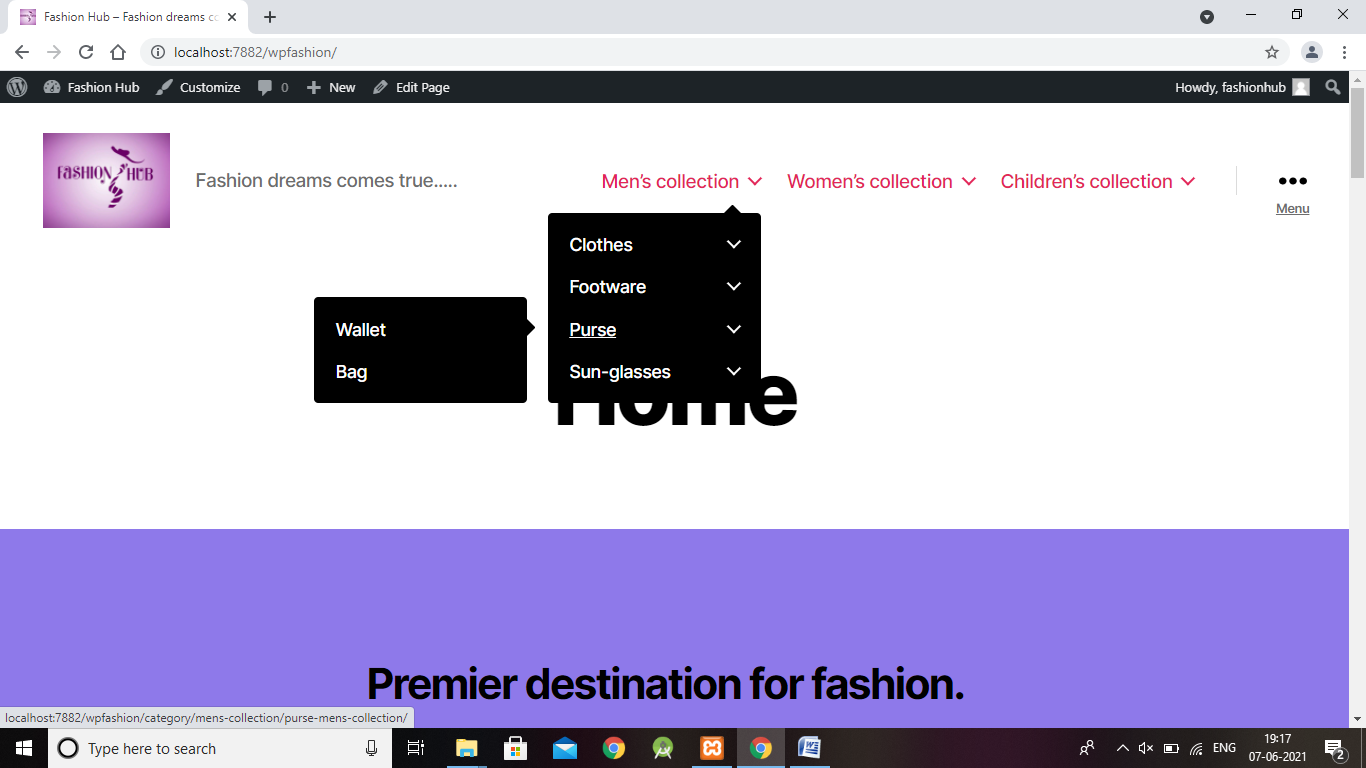 Fashion Hub – Fashion dreams cc
localhost:7882/wpfashion/
Fashion Hub Customize 0 New Edit Page Howdy, fashionhub
FASHION HUB
Fashion dreams comes true.....
Men's collection Women's collection Children's collection
Menu
Clothes
Footware
Wallet
Purse
Bag
Sun-glasses
Home
Premier destination for fashion.
localhost:7882/wpfashion/category/mens-collection/purse-mens-collection/
Type here to search
ENG
19:17
07-06-2021
2